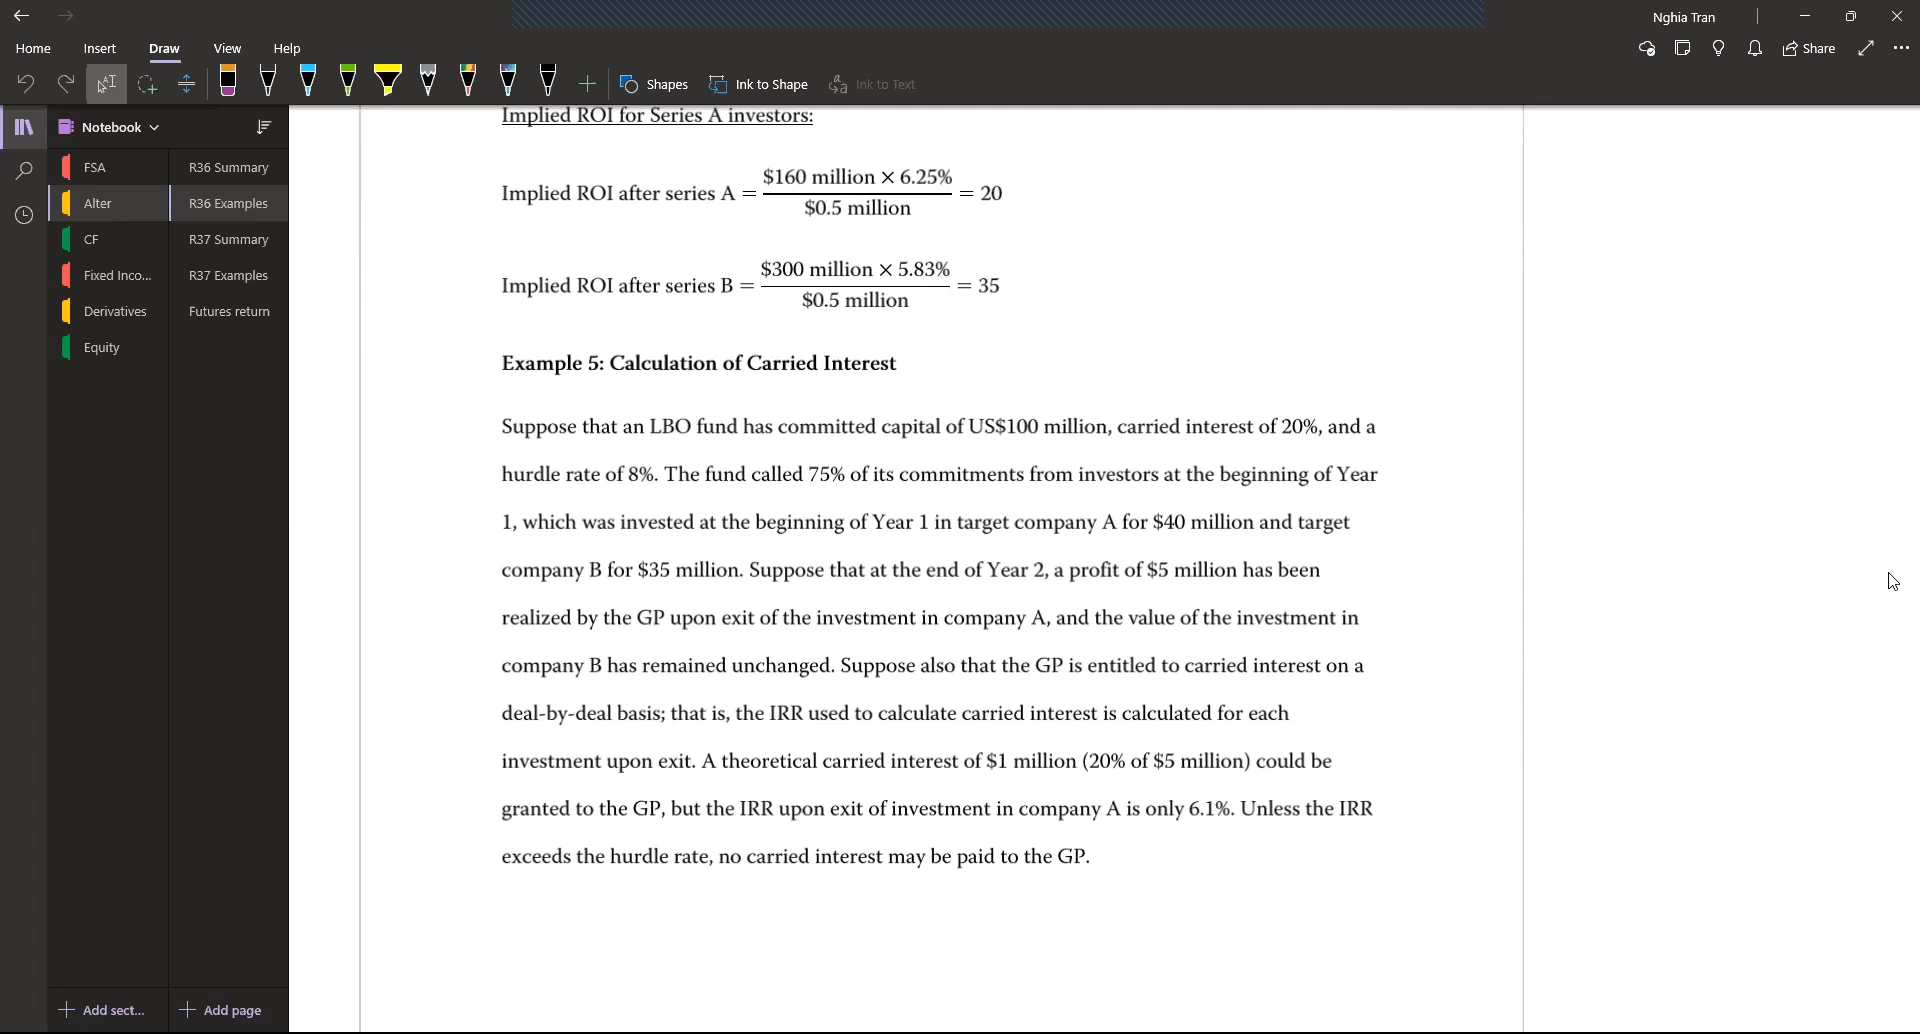 Nghia Tran
Home Insert Draw View Help
Share
Shapes Ink to Shape Ink to Text
Notebook
FSA
Alter
CF
Fixed Inco...
Derivatives
Equity
R36 Summary
R36 Examples
R37 Summary
R37 Examples
Futures return
Add sect...
Add page
Implied ROI for Series A investors:
Implied ROI after series A = $160 million × 6.25% / $0.5 million = 20
Implied ROI after series B = $300 million × 5.83% / $0.5 million = 35
Example 5: Calculation of Carried Interest
Suppose that an LBO fund has committed capital of US$100 million, carried interest of 20%, and a
hurdle rate of 8%. The fund called 75% of its commitments from investors at the beginning of Year
1, which was invested at the beginning of Year 1 in target company A for $40 million and target
company B for $35 million. Suppose that at the end of Year 2, a profit of $5 million has been
realized by the GP upon exit of the investment in company A, and the value of the investment in
company B has remained unchanged. Suppose also that the GP is entitled to carried interest on a
deal-by-deal basis; that is, the IRR used to calculate carried interest is calculated for each
investment upon exit. A theoretical carried interest of $1 million (20% of $5 million) could be
granted to the GP, but the IRR upon exit of investment in company A is only 6.1%. Unless the IRR
exceeds the hurdle rate, no carried interest may be paid to the GP.